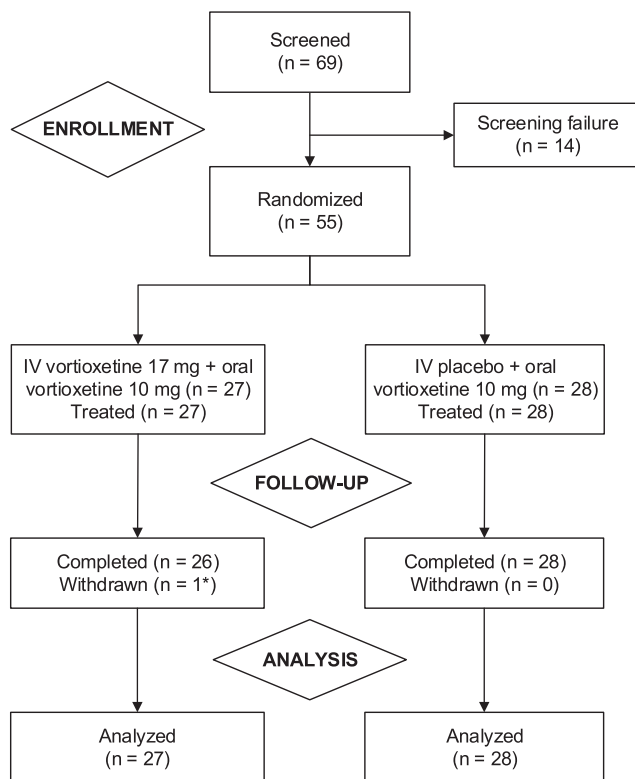 Screened
(n = 69)
ENROLLMENT
Screening failure
(n = 14)
Randomized
(n = 55)
IV vortioxetine 17 mg + oral
vortioxetine 10 mg (n = 27)
Treated (n = 27)
IV placebo + oral
vortioxetine 10 mg (n = 28)
Treated (n = 28)
FOLLOW-UP
Completed (n = 26)
Withdrawn (n = 1*)
Completed (n = 28)
Withdrawn (n = 0)
ANALYSIS
Analyzed
(n = 27)
Analyzed
(n = 28)